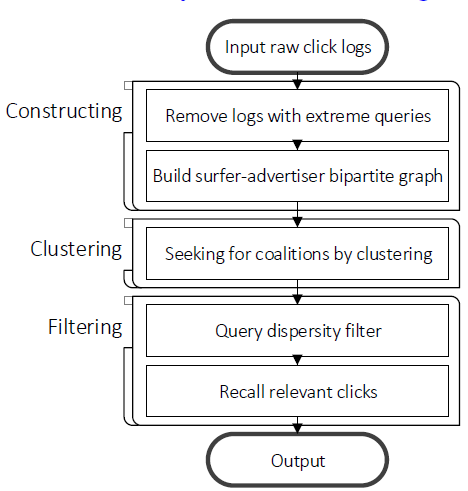 Input raw click logs
Constructing
Remove logs with extreme queries
Build surfer-advertiser bipartite graph
Clustering
Seeking for coalitions by clustering
Filtering
Query dispersity filter
Recall relevant clicks
Output